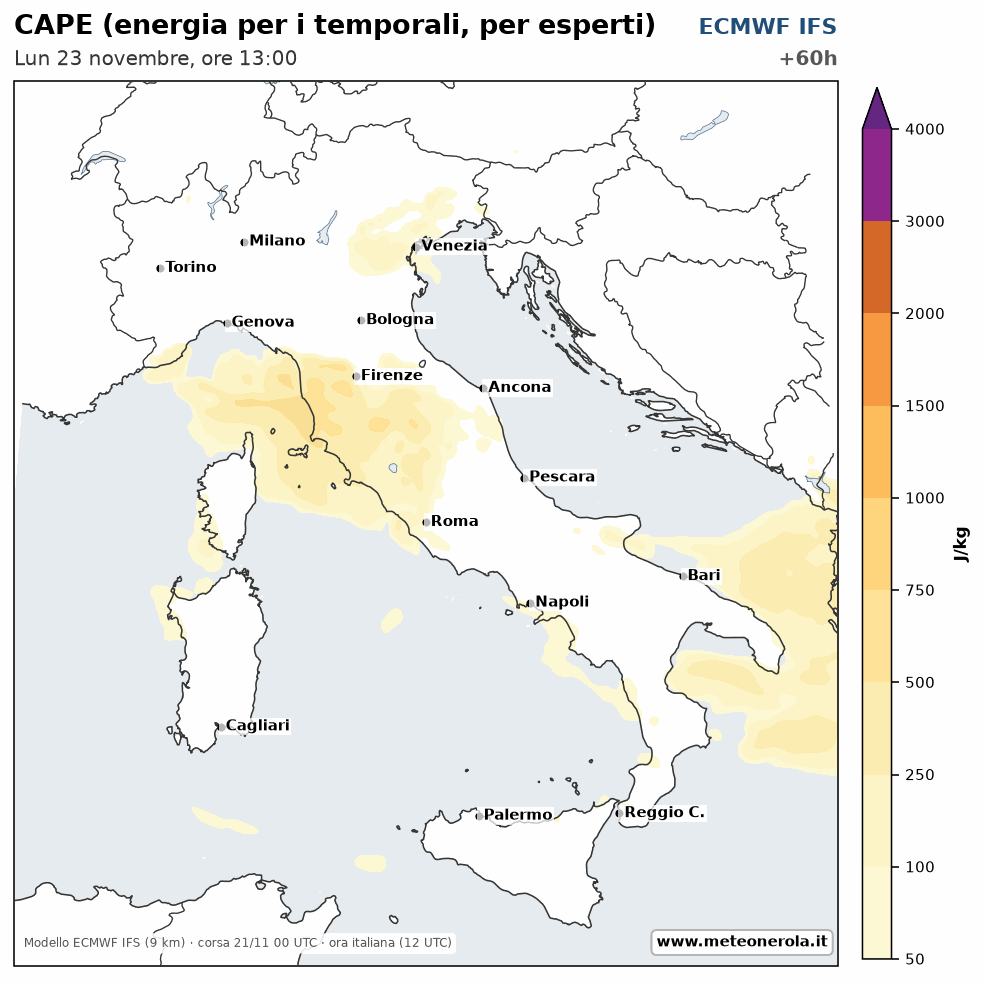 CAPE (energia per i temporali, per esperti)
ECMWF IFS
Lun 23 novembre, ore 13:00
+60h
Milano
Venezia
Torino
Genova
Bologna
Firenze
Ancona
Pescara
Roma
Bari
Napoli
Cagliari
Palermo
Reggio C.
4000
3000
2000
1500
1000
750
500
250
100
50
J/kg
Modello ECMWF IFS (9 km) · corsa 21/11 00 UTC · ora italiana (12 UTC)
www.meteonerola.it